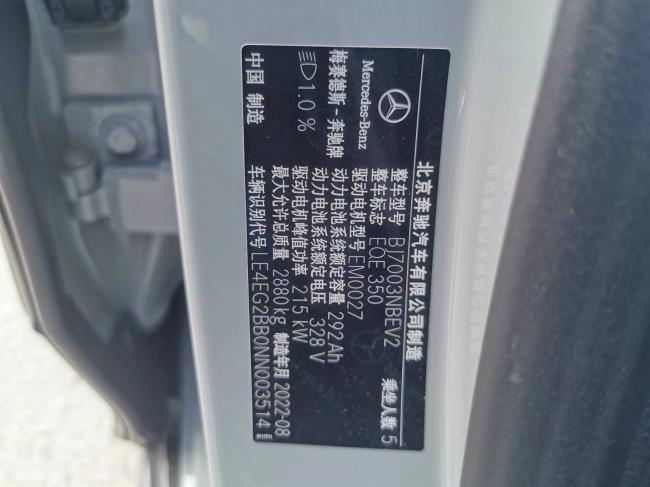 北京奔驰汽车有限公司制造
Mercedes-Benz
梅赛德斯-奔驰牌
1.0 %
中国 制造
整车型号 BJ7003NBEV2 乘坐人数 5
整车标志 EQE 350
驱动电机型号 EM0027
动力电池系统额定容量 292Ah
动力电池系统额定电压 328 V
驱动电机峰值功率 215 kW
最大允许总质量 2880kg 制造年月 2022-08
车辆识别代号 LE4EG2BB0NN003514